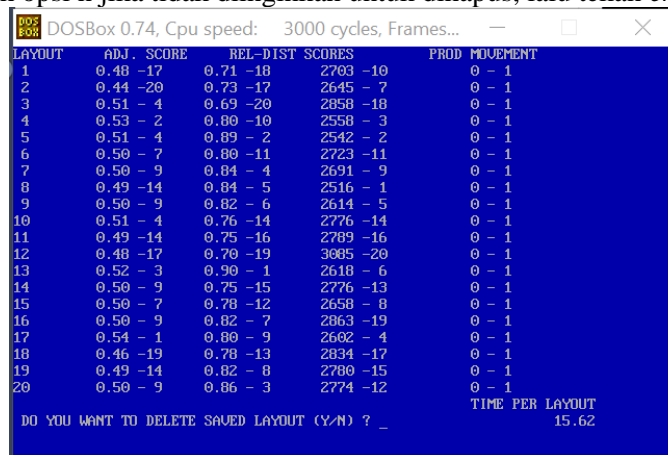 DOSBox 0.74, Cpu speed: 3000 cycles, Frames...
LAYOUT ADJ. SCORE REL-DIST SCORES PROD MOVEMENT
1 0.48 -17 0.71 -18 2703 -10 0 - 1
2 0.44 -20 0.73 -17 2645 - 7 0 - 1
3 0.51 - 4 0.69 -20 2858 -18 0 - 1
4 0.53 - 2 0.80 -10 2558 - 3 0 - 1
5 0.51 - 4 0.89 - 2 2542 - 2 0 - 1
6 0.50 - 7 0.80 -11 2723 -11 0 - 1
7 0.50 - 9 0.84 - 4 2691 - 9 0 - 1
8 0.49 -14 0.84 - 5 2516 - 1 0 - 1
9 0.50 - 9 0.82 - 6 2614 - 5 0 - 1
10 0.51 - 4 0.76 -14 2776 -14 0 - 1
11 0.49 -14 0.75 -16 2789 -16 0 - 1
12 0.48 -17 0.70 -19 3085 -20 0 - 1
13 0.52 - 3 0.90 - 1 2618 - 6 0 - 1
14 0.50 - 9 0.75 -15 2776 -13 0 - 1
15 0.50 - 7 0.78 -12 2658 - 8 0 - 1
16 0.50 - 9 0.82 - 7 2863 -19 0 - 1
17 0.54 - 1 0.80 - 9 2602 - 4 0 - 1
18 0.46 -19 0.78 -13 2834 -17 0 - 1
19 0.49 -14 0.82 - 8 2780 -15 0 - 1
20 0.50 - 9 0.86 - 3 2774 -12 0 - 1
TIME PER LAYOUT
DO YOU WANT TO DELETE SAVED LAYOUT (Y/N) ? _ 15.62